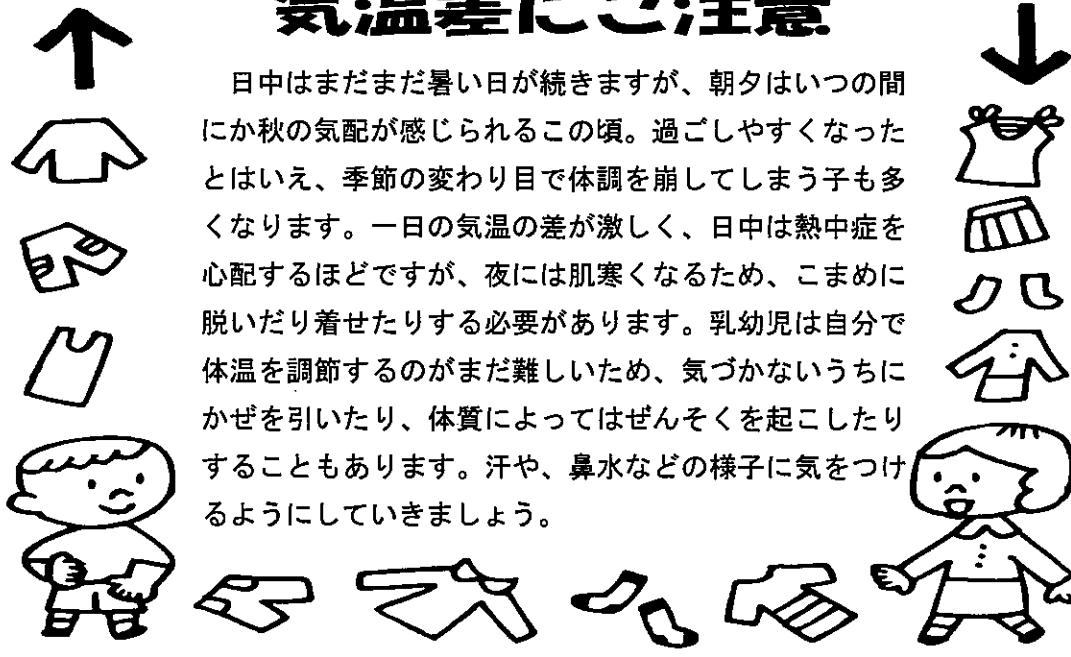 気温差にご注意
日中はまだまだ暑い日が続きますが、朝夕はいつの間
にか秋の気配が感じられるこの頃。過ごしやすくなった
とはいえ、季節の変わり目で体調を崩してしまう子も多
くなります。一日の気温の差が激しく、日中は熱中症を
心配するほどですが、夜には肌寒くなるため、こまめに
脱いだり着せたりする必要があります。乳幼児は自分で
体温を調節するのがまだ難しいため、気づかないうちに
かぜを引いたり、体質によってはぜんそくを起こしたり
することもあります。汗や、鼻水などの様子に気をつけ
るようにしていきましょう。